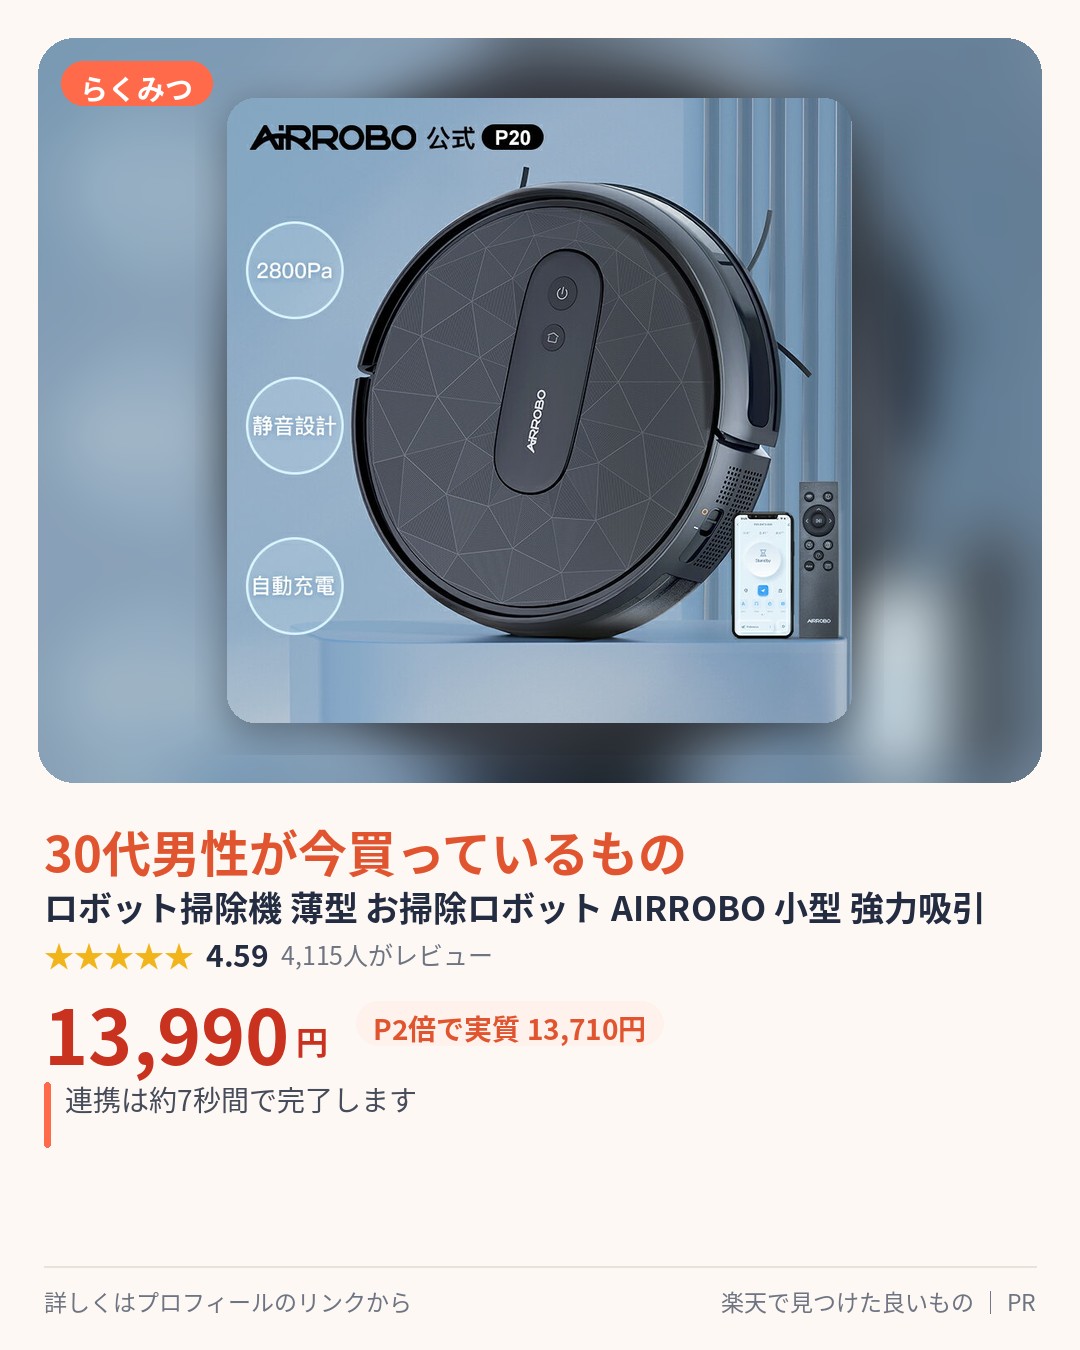 らくみつ
AIRROBO 公式 P20
2800Pa
静音設計
自動充電
AIRROBO
AIRROBO
30代男性が今買っているもの
ロボット掃除機 薄型 お掃除ロボット AIRROBO 小型 強力吸引
★★★★★ 4.59 4,115人がレビュー
13,990円 P2倍で実質 13,710円
連携は約7秒間で完了します
詳しくはプロフィールのリンクから
楽天で見つけた良いもの | PR